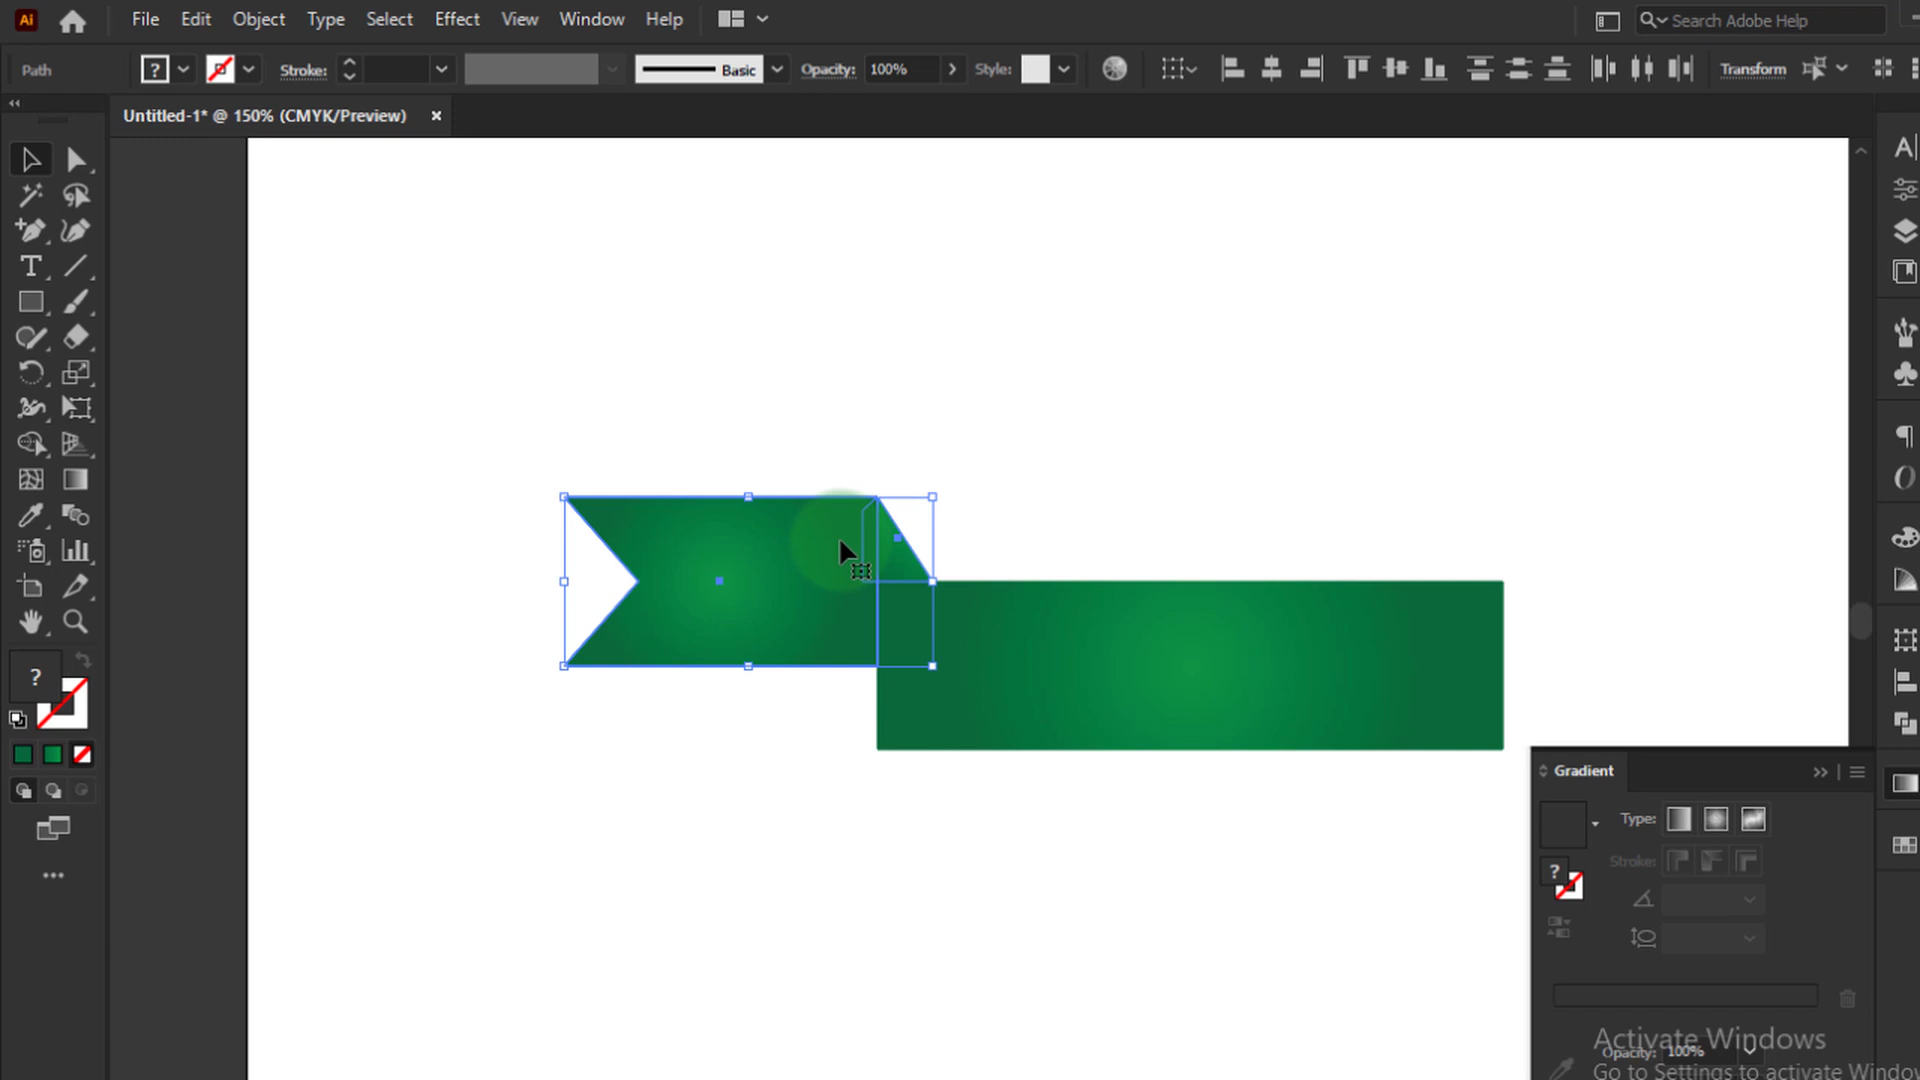 Ai File Edit Object Type Select Effect View Window Help Search Adobe Help
Path ? Stroke: Basic Opacity: 100% Style: Transform
Untitled-1* @ 150% (CMYK/Preview) ×
Gradient
Type:
Stroke:
?
?
Activate Windows
Opacity: 100%
Go to Settings to activate Window